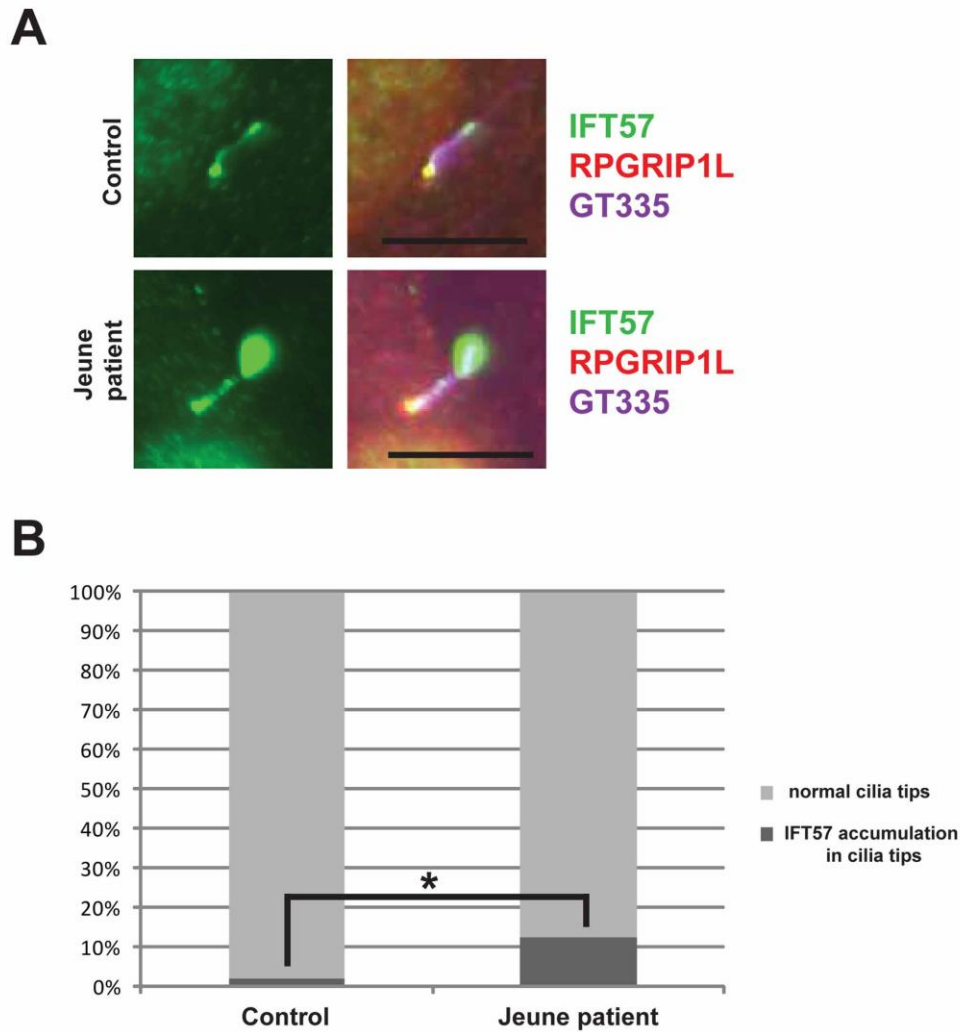 A
Control
IFT57
RPGRIP1L
GT335
Jeune
patient
IFT57
RPGRIP1L
GT335
B
100%
90%
80%
70%
60%
50%
40%
30%
20%
10%
0%
*
Control
Jeune patient
normal cilia tips
IFT57 accumulation
in cilia tips